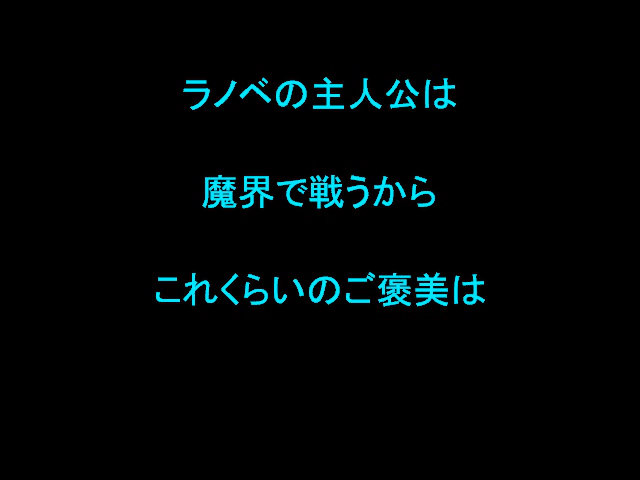 ラノベの主人公は
魔界で戦うから
これくらいのご褒美は